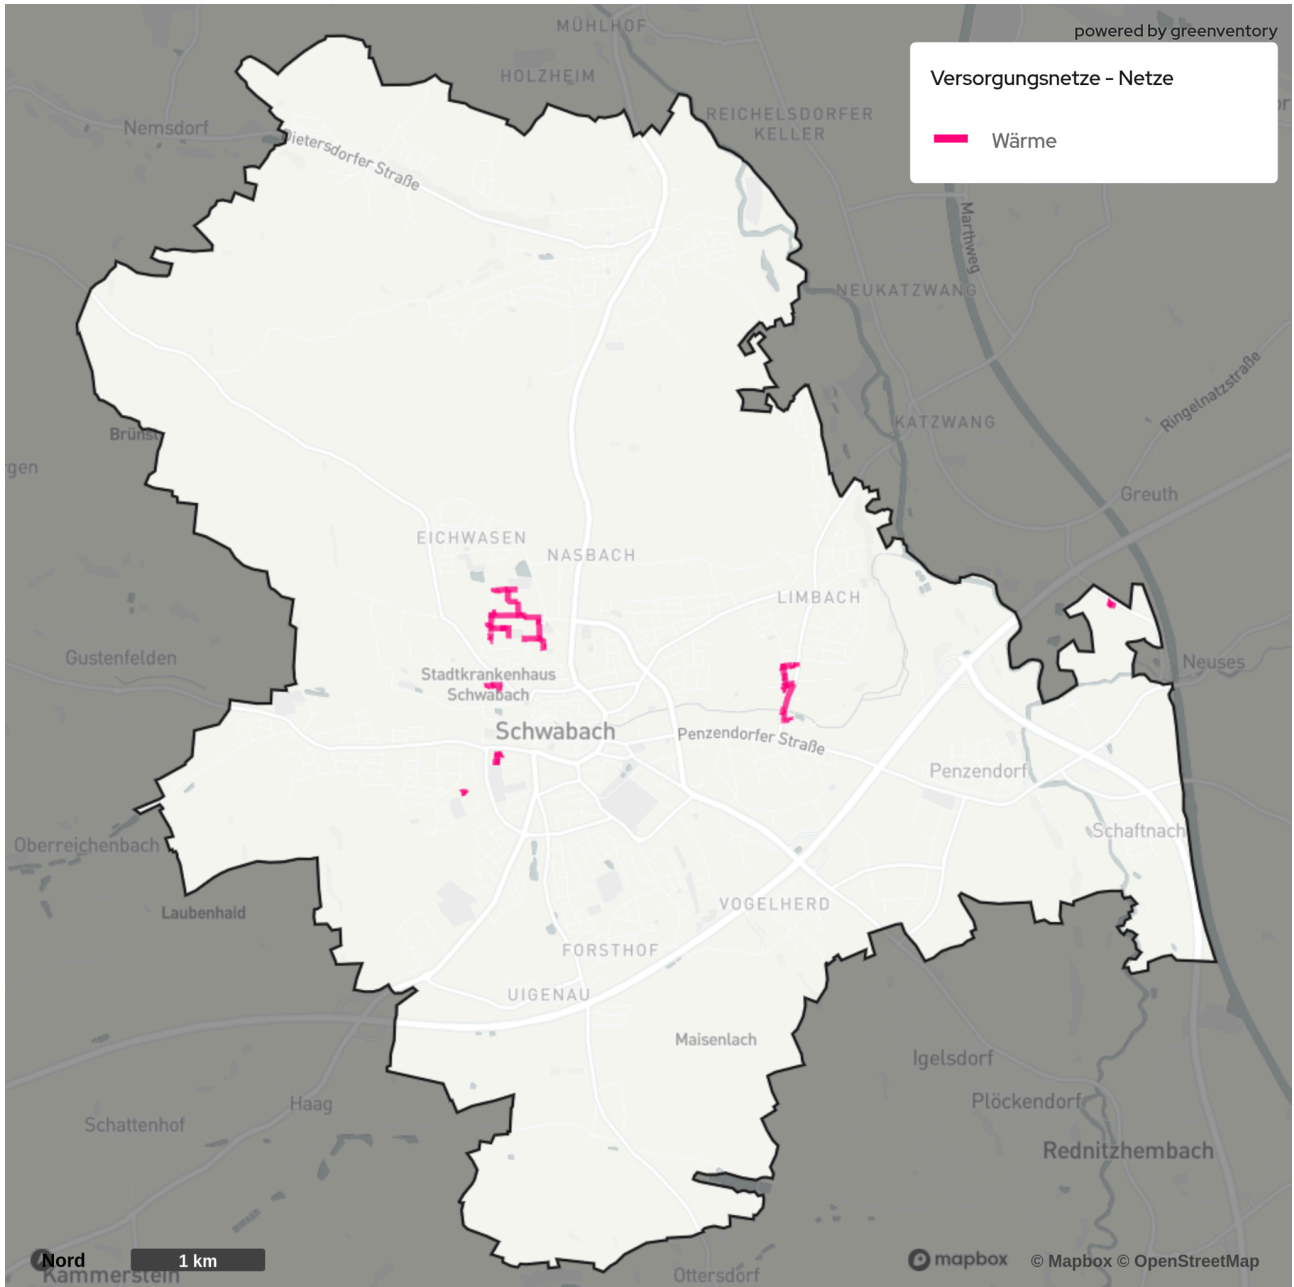 MÜHLHOF
powered by greenventory
HOLZHEIM
Versorgungsnetze - Netze
Wärme
REICHELSDORFER
KELLER
Nemsdorf
Dietersdorfer Straße
Marthweg
NEUKATZWANG
Ringelnatzstraße
KATZWANG
Brünst
rgen
Greuth
EICHWASEN
NASBACH
LIMBACH
Gustenfelden
Neuses
Stadtkrankenhaus
Schwabach
Schwabach
Penzendorfer Straße
Penzendorf
Schaftnach
Oberreichenbach
Laubenhaid
VOGELHERD
FORSTHOF
UIGENAU
Maisenlach
Igelsdorf
Haag
Plöckendorf
Schattenhof
Rednitzhembach
Nord
1 km
mapbox
© Mapbox © OpenStreetMap
Kammerstein
Ottersdorf